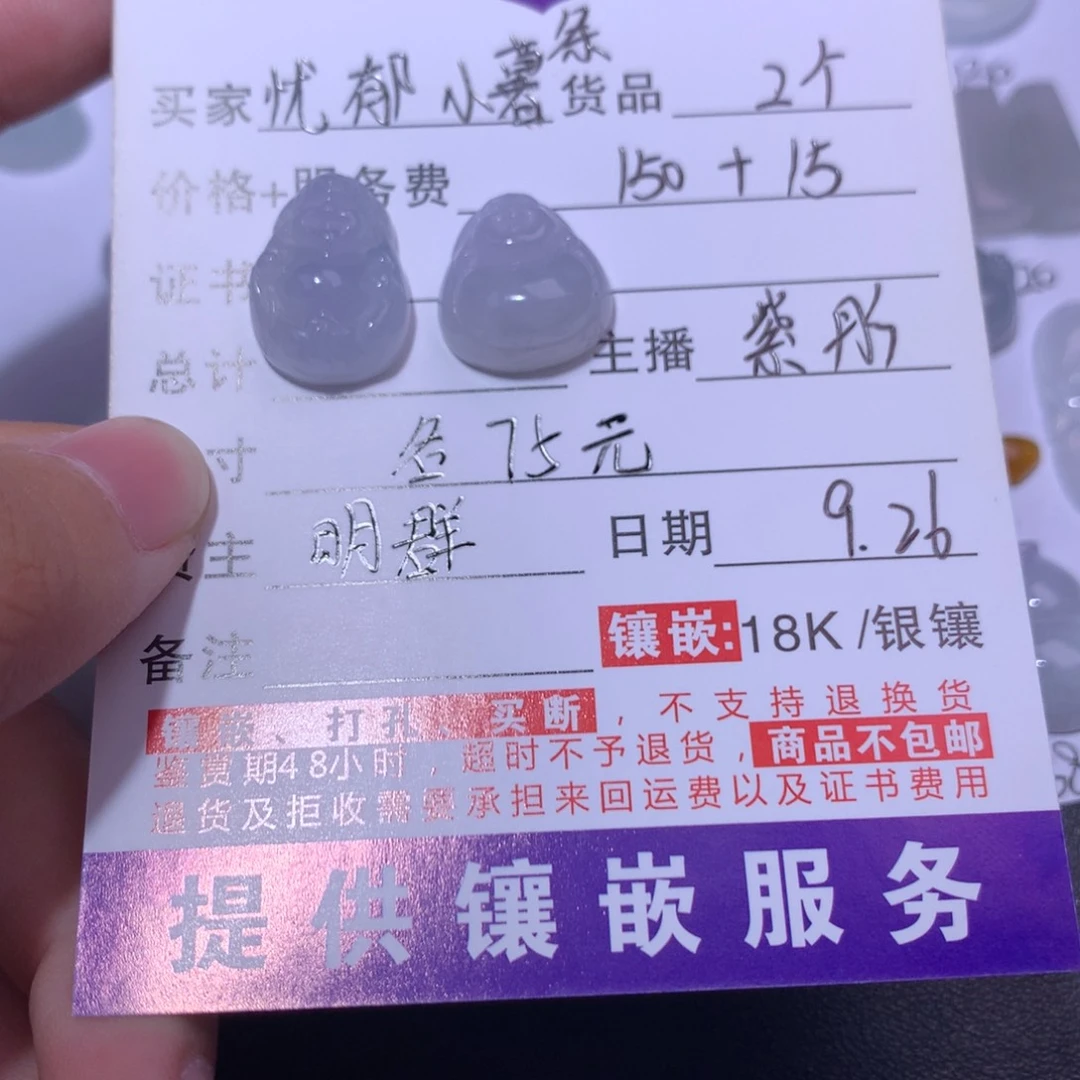 买家 忧郁小薯条 货品 2个
价格+服务费 150 + 15
证书
总计 主播 紫彤
寸 各75元
主 明群 日期 9.26
备注 镶嵌:18K/银镶
镶嵌、打孔、买断,不支持退换货
鉴赏期48小时,超时不予退货,商品不包邮
退货及拒收需要承担来回运费以及证书费用
提供镶嵌服务